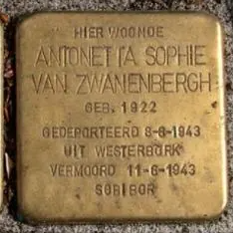 HIER WOONDE
ANTONETTA SOPHIE
VAN ZWANENBERGH
GEB. 1922
GEDEPORTEERD 8-6-1943
UIT WESTERBORK
VERMOORD 11-6-1943
SOBIBOR